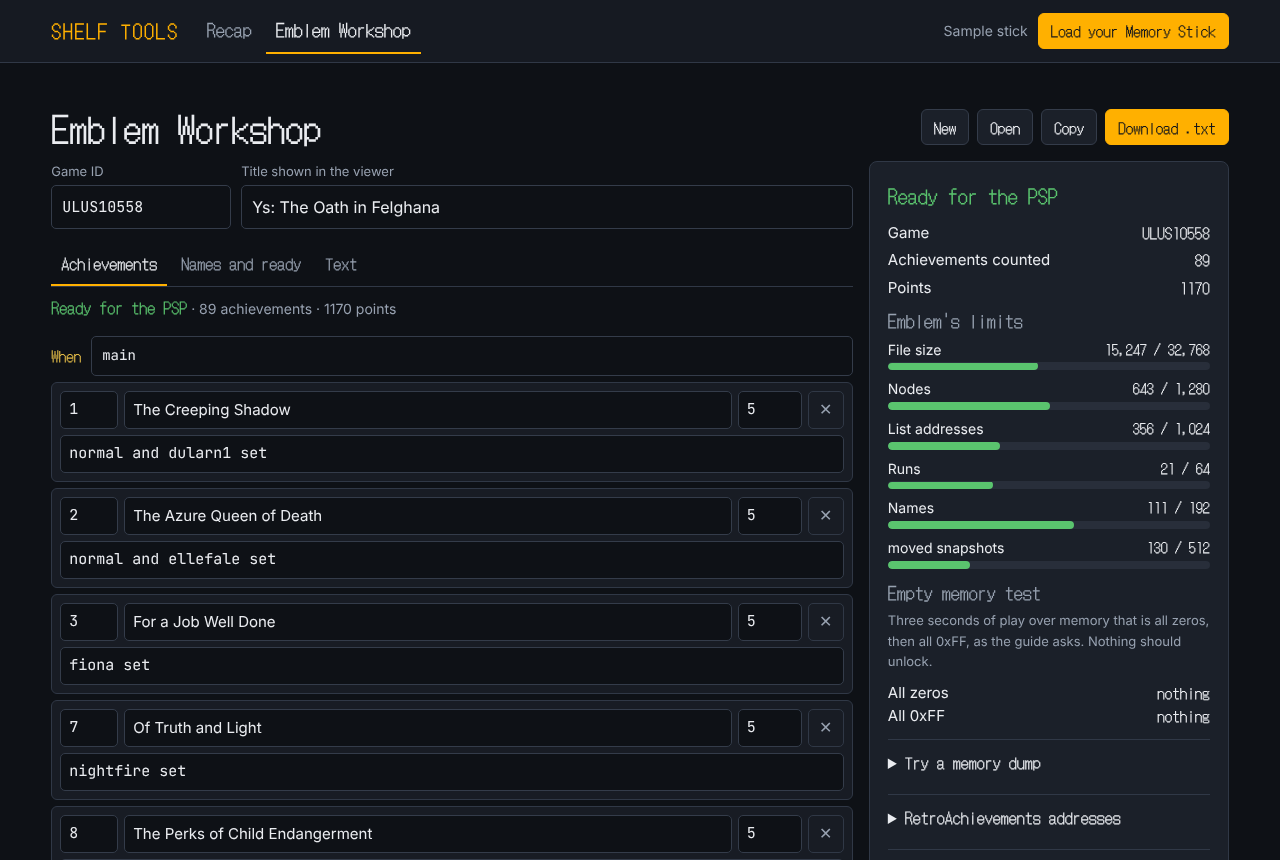 SHELF TOOLS Recap Emblem Workshop Sample stick Load your Memory Stick
Emblem Workshop New Open Copy Download .txt
Game ID Title shown in the viewer
ULUS10558 Ys: The Oath in Felghana
Achievements Names and ready Text
Ready for the PSP · 89 achievements · 1170 points
When main
1 The Creeping Shadow 5 ×
normal and dularn1 set
2 The Azure Queen of Death 5 ×
normal and ellefale set
3 For a Job Well Done 5 ×
fiona set
7 Of Truth and Light 5 ×
nightfire set
8 The Perks of Child Endangerment 5 ×
Ready for the PSP
Game ULUS10558
Achievements counted 89
Points 1170
Emblem's limits
File size 15,247 / 32,768
Nodes 643 / 1,280
List addresses 356 / 1,024
Runs 21 / 64
Names 111 / 192
moved snapshots 130 / 512
Empty memory test
Three seconds of play over memory that is all zeros,
then all 0xFF, as the guide asks. Nothing should
unlock.
All zeros nothing
All 0xFF nothing
▶ Try a memory dump
▶ RetroAchievements addresses